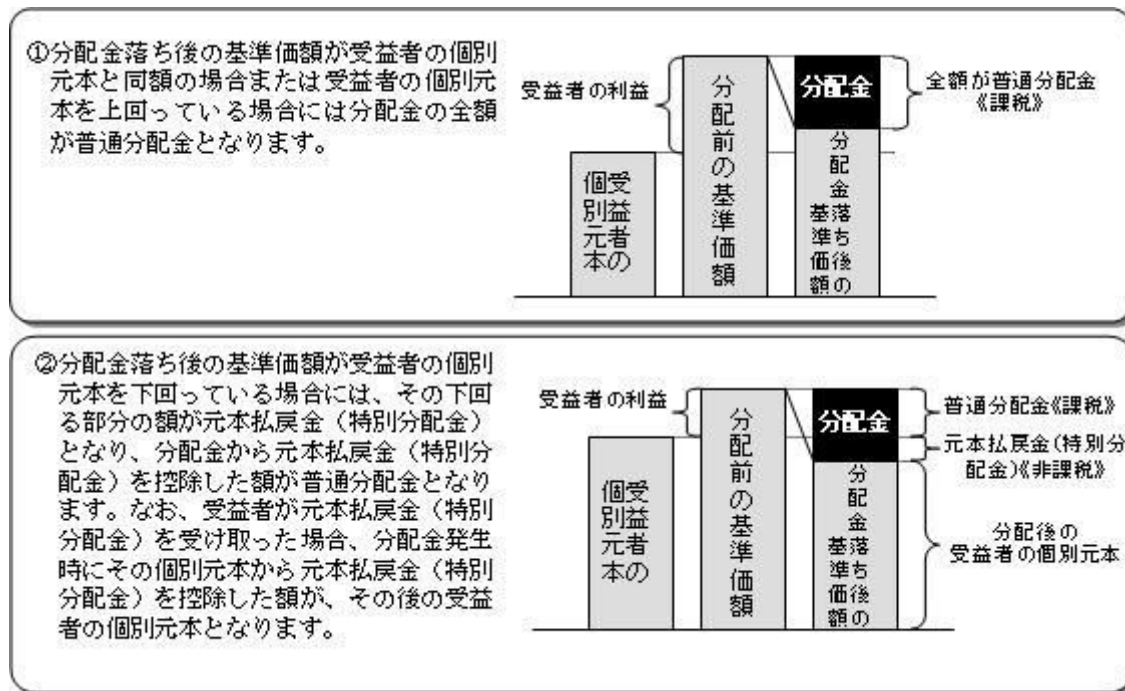 ①分配金落ち後の基準価額が受益者の個別
元本と同額の場合または受益者の個別元
本を上回っている場合には分配金の全額
が普通分配金となります。
受益者の利益
個別元本
受益者の
分配前の基準価額
分配金
分配金
落ち後の
基準価額
全額が普通分配金
《課税》
②分配金落ち後の基準価額が受益者の個別
元本を下回っている場合には、その下回
る部分の額が元本払戻金（特別分配金）
となり、分配金から元本払戻金（特別分
配金）を控除した額が普通分配金となり
ます。なお、受益者が元本払戻金（特別
分配金）を受け取った場合、分配金発生
時にその個別元本から元本払戻金（特別
分配金）を控除した額が、その後の受益
者の個別元本となります。
受益者の利益
受益者の
個別元本
分配前の基準価額
分配金
分配金
落ち後の
基準価額
普通分配金《課税》
元本払戻金(特別分
配金)《非課税》
分配後の
受益者の個別元本